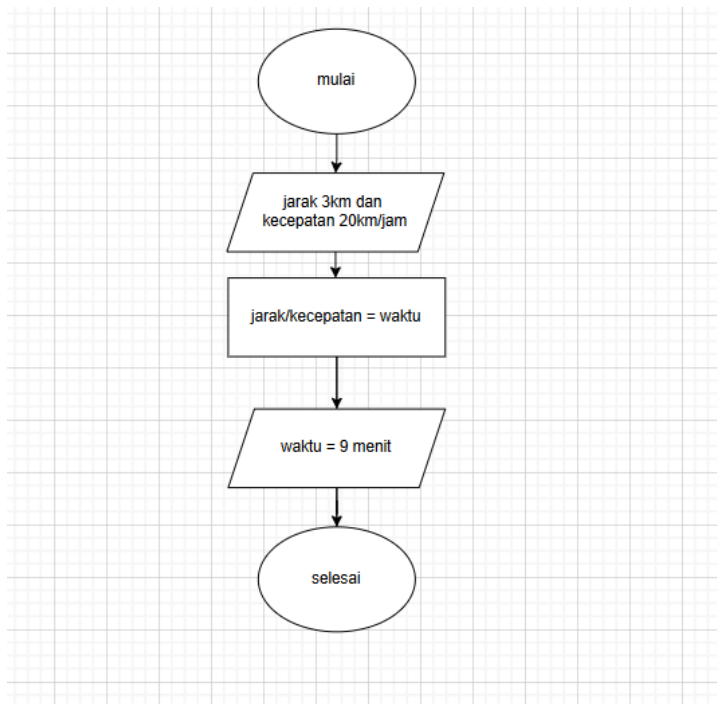 mulai
jarak 3km dan
kecepatan 20km/jam
jarak/kecepatan = waktu
waktu = 9 menit
selesai